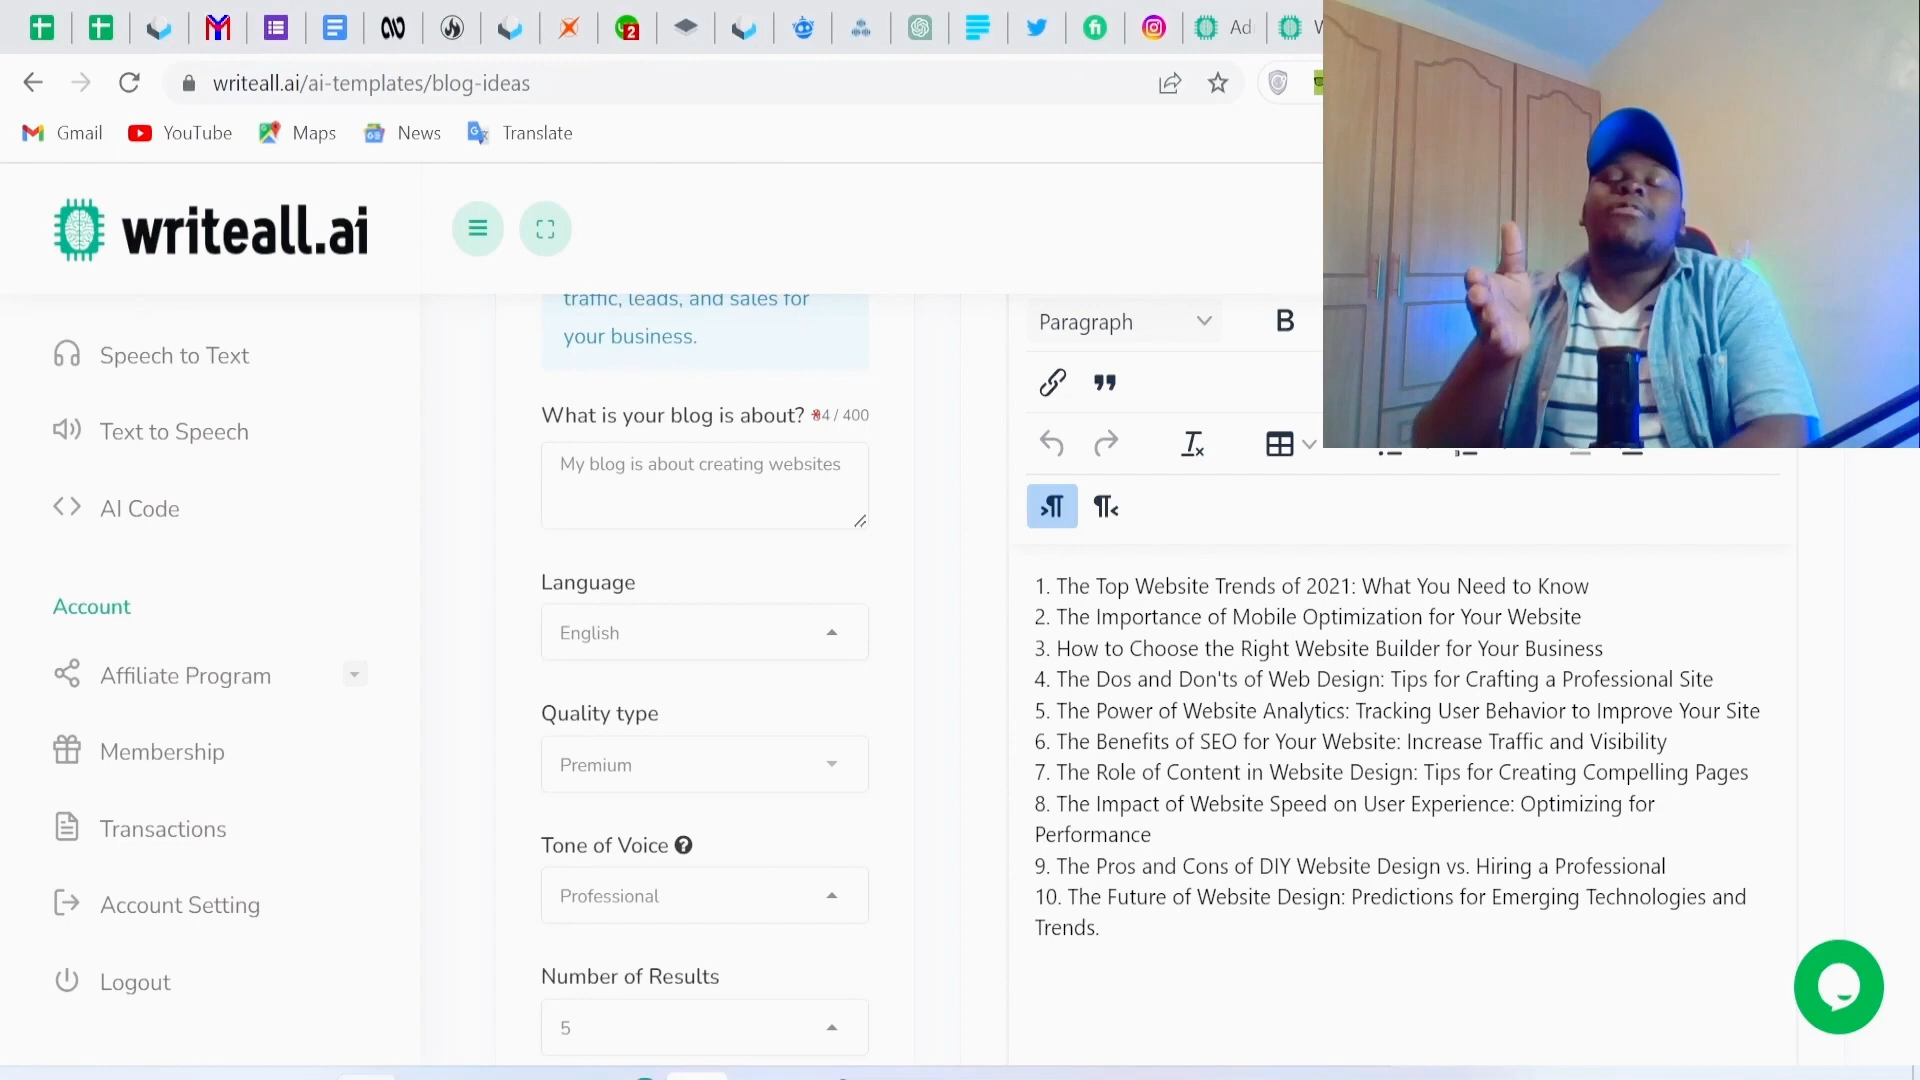 2
Ad
W
writeall.ai/ai-templates/blog-ideas
Gmail
YouTube
Maps
News
Translate
writeall.ai
Speech to Text
Text to Speech
AI Code
Account
Affiliate Program
Membership
Transactions
Account Setting
Logout
traffic, leads, and sales for
your business.
What is your blog is about? / 400
My blog is about creating websites
Language
English
Quality type
Premium
Tone of Voice
Professional
Number of Results
5
Paragraph
B
1. The Top Website Trends of 2021: What You Need to Know
2. The Importance of Mobile Optimization for Your Website
3. How to Choose the Right Website Builder for Your Business
4. The Dos and Don'ts of Web Design: Tips for Crafting a Professional Site
5. The Power of Website Analytics: Tracking User Behavior to Improve Your Site
6. The Benefits of SEO for Your Website: Increase Traffic and Visibility
7. The Role of Content in Website Design: Tips for Creating Compelling Pages
8. The Impact of Website Speed on User Experience: Optimizing for
Performance
9. The Pros and Cons of DIY Website Design vs. Hiring a Professional
10. The Future of Website Design: Predictions for Emerging Technologies and
Trends.